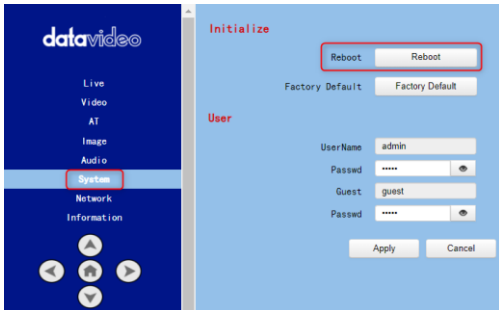 datavideo
Live
Video
AT
Image
Audio
System
Network
Information
Initialize
Reboot Reboot
Factory Default Factory Default
User
UserName admin
Passwd •••••
Guest guest
Passwd •••••
Apply Cancel